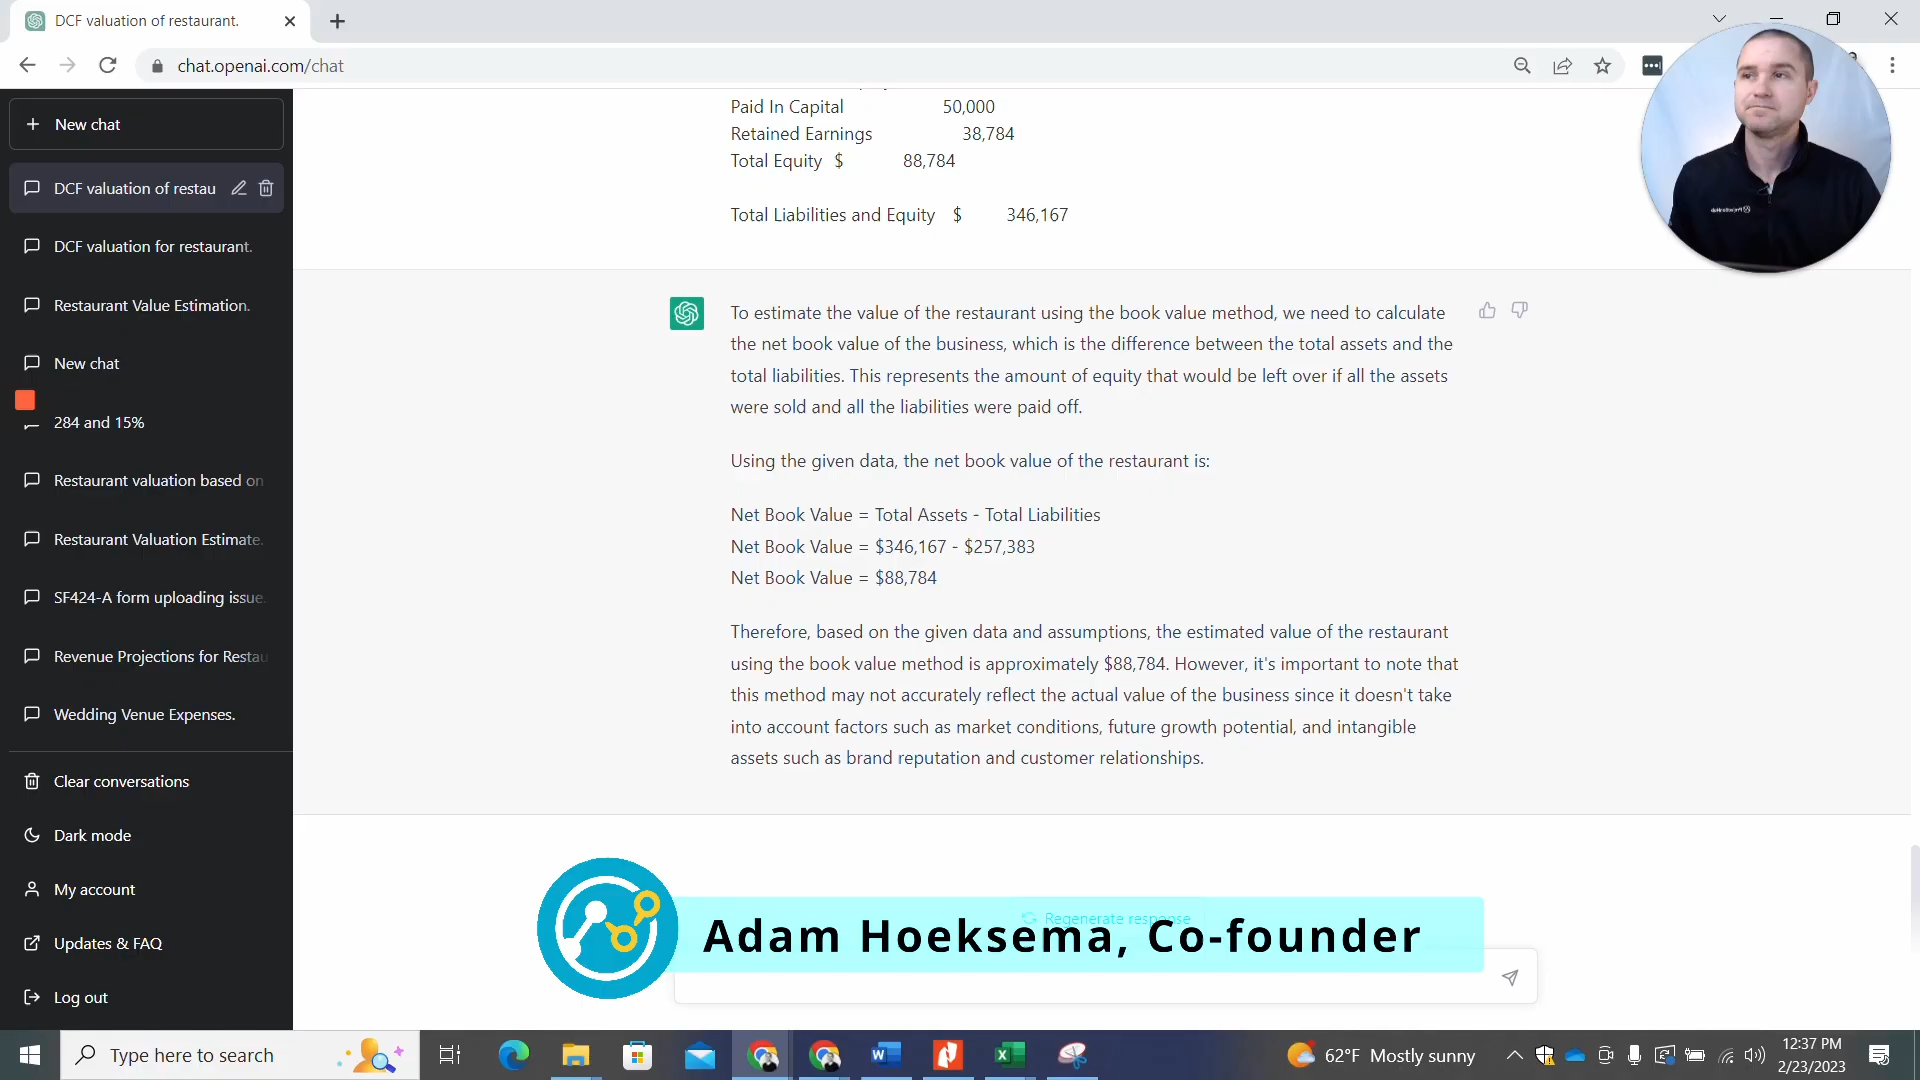 DCF valuation of restaurant.
chat.openai.com/chat
New chat
DCF valuation of restau
DCF valuation for restaurant.
Restaurant Value Estimation.
New chat
284 and 15%
Restaurant valuation based on
Restaurant Valuation Estimate.
SF424-A form uploading issue.
Revenue Projections for Restau
Wedding Venue Expenses.
Clear conversations
Dark mode
My account
Updates & FAQ
Log out
Paid In Capital 50,000
Retained Earnings 38,784
Total Equity $ 88,784
Total Liabilities and Equity $ 346,167
To estimate the value of the restaurant using the book value method, we need to calculate
the net book value of the business, which is the difference between the total assets and the
total liabilities. This represents the amount of equity that would be left over if all the assets
were sold and all the liabilities were paid off.
Using the given data, the net book value of the restaurant is:
Net Book Value = Total Assets - Total Liabilities
Net Book Value = $346,167 - $257,383
Net Book Value = $88,784
Therefore, based on the given data and assumptions, the estimated value of the restaurant
using the book value method is approximately $88,784. However, it's important to note that
this method may not accurately reflect the actual value of the business since it doesn't take
into account factors such as market conditions, future growth potential, and intangible
assets such as brand reputation and customer relationships.
Regenerate response
Adam Hoeksema, Co-founder
Type here to search
62°F Mostly sunny
12:37 PM
2/23/2023